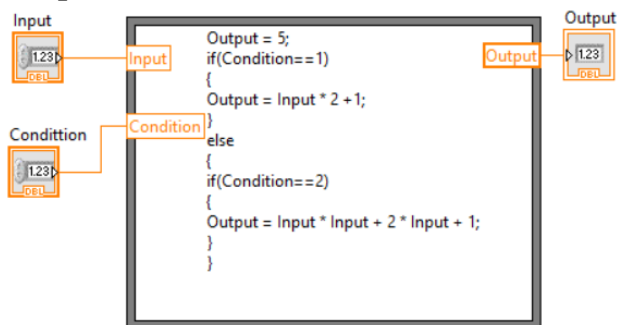 Input
1.23
DBL
Condittion
1.23
DBL
Input
Condition
Output = 5;
if(Condition==1)
{
Output = Input * 2 +1;
}
else
{
if(Condition==2)
{
Output = Input * Input + 2 * Input + 1;
}
}
Output
Output
1.23
DBL